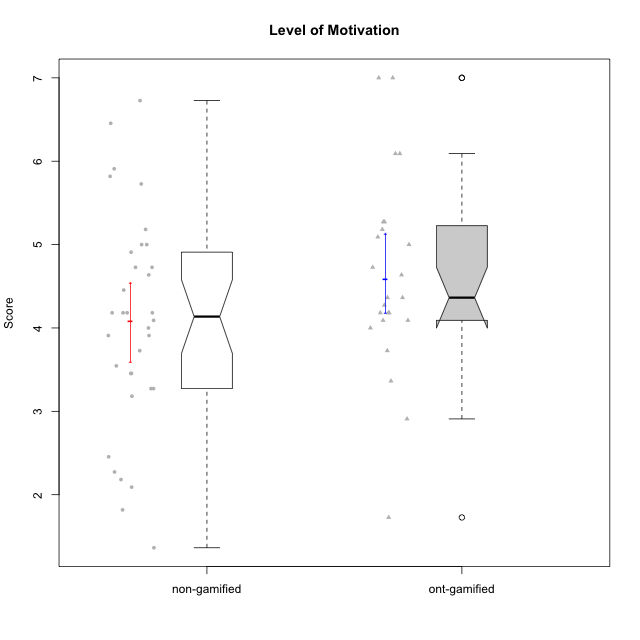 Level of Motivation
Score
7
6
5
4
3
2
non-gamified
ont-gamified